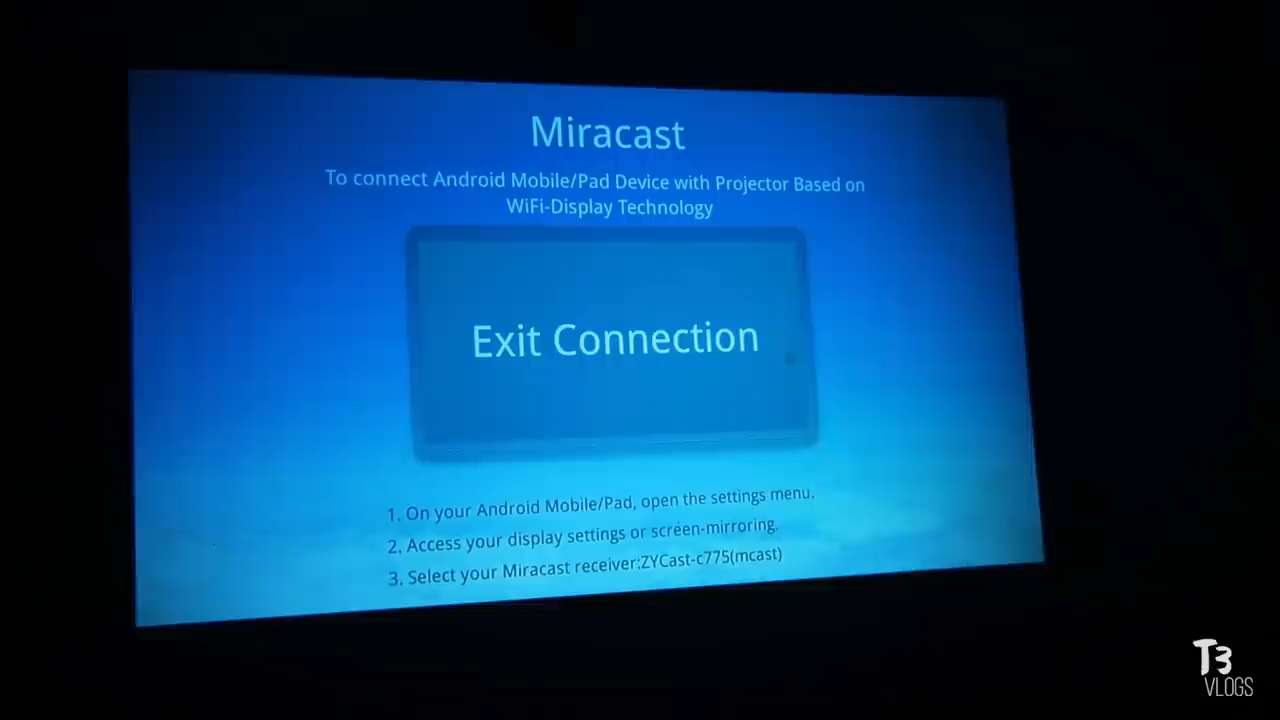 Miracast
To connect Android Mobile/Pad Device with Projector Based on
WiFi-Display Technology
Exit Connection
1. On your Android Mobile/Pad, open the settings menu.
2. Access your display settings or screen-mirroring.
3. Select your Miracast receiver:ZYCast-c775(mcast)
T3
VLOGS